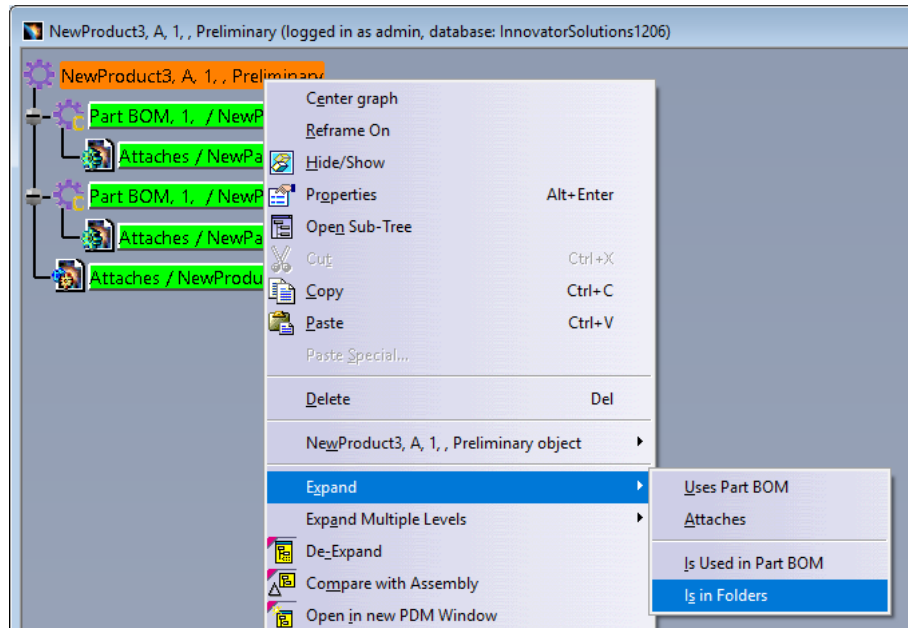 NewProduct3, A, 1, , Preliminary (logged in as admin, database: InnovatorSolutions1206)
NewProduct3, A, 1, , Preliminary
Part BOM, 1, / NewP
Attaches / NewPa
Part BOM, 1, / NewP
Attaches / NewPa
Attaches / NewProdu
Center graph
Reframe On
Hide/Show
Properties Alt+Enter
Open Sub-Tree
Cut Ctrl+X
Copy Ctrl+C
Paste Ctrl+V
Paste Special...
Delete Del
NewProduct3, A, 1, , Preliminary object
Expand
Expand Multiple Levels
De-Expand
Compare with Assembly
Open in new PDM Window
Uses Part BOM
Attaches
Is Used in Part BOM
Is in Folders